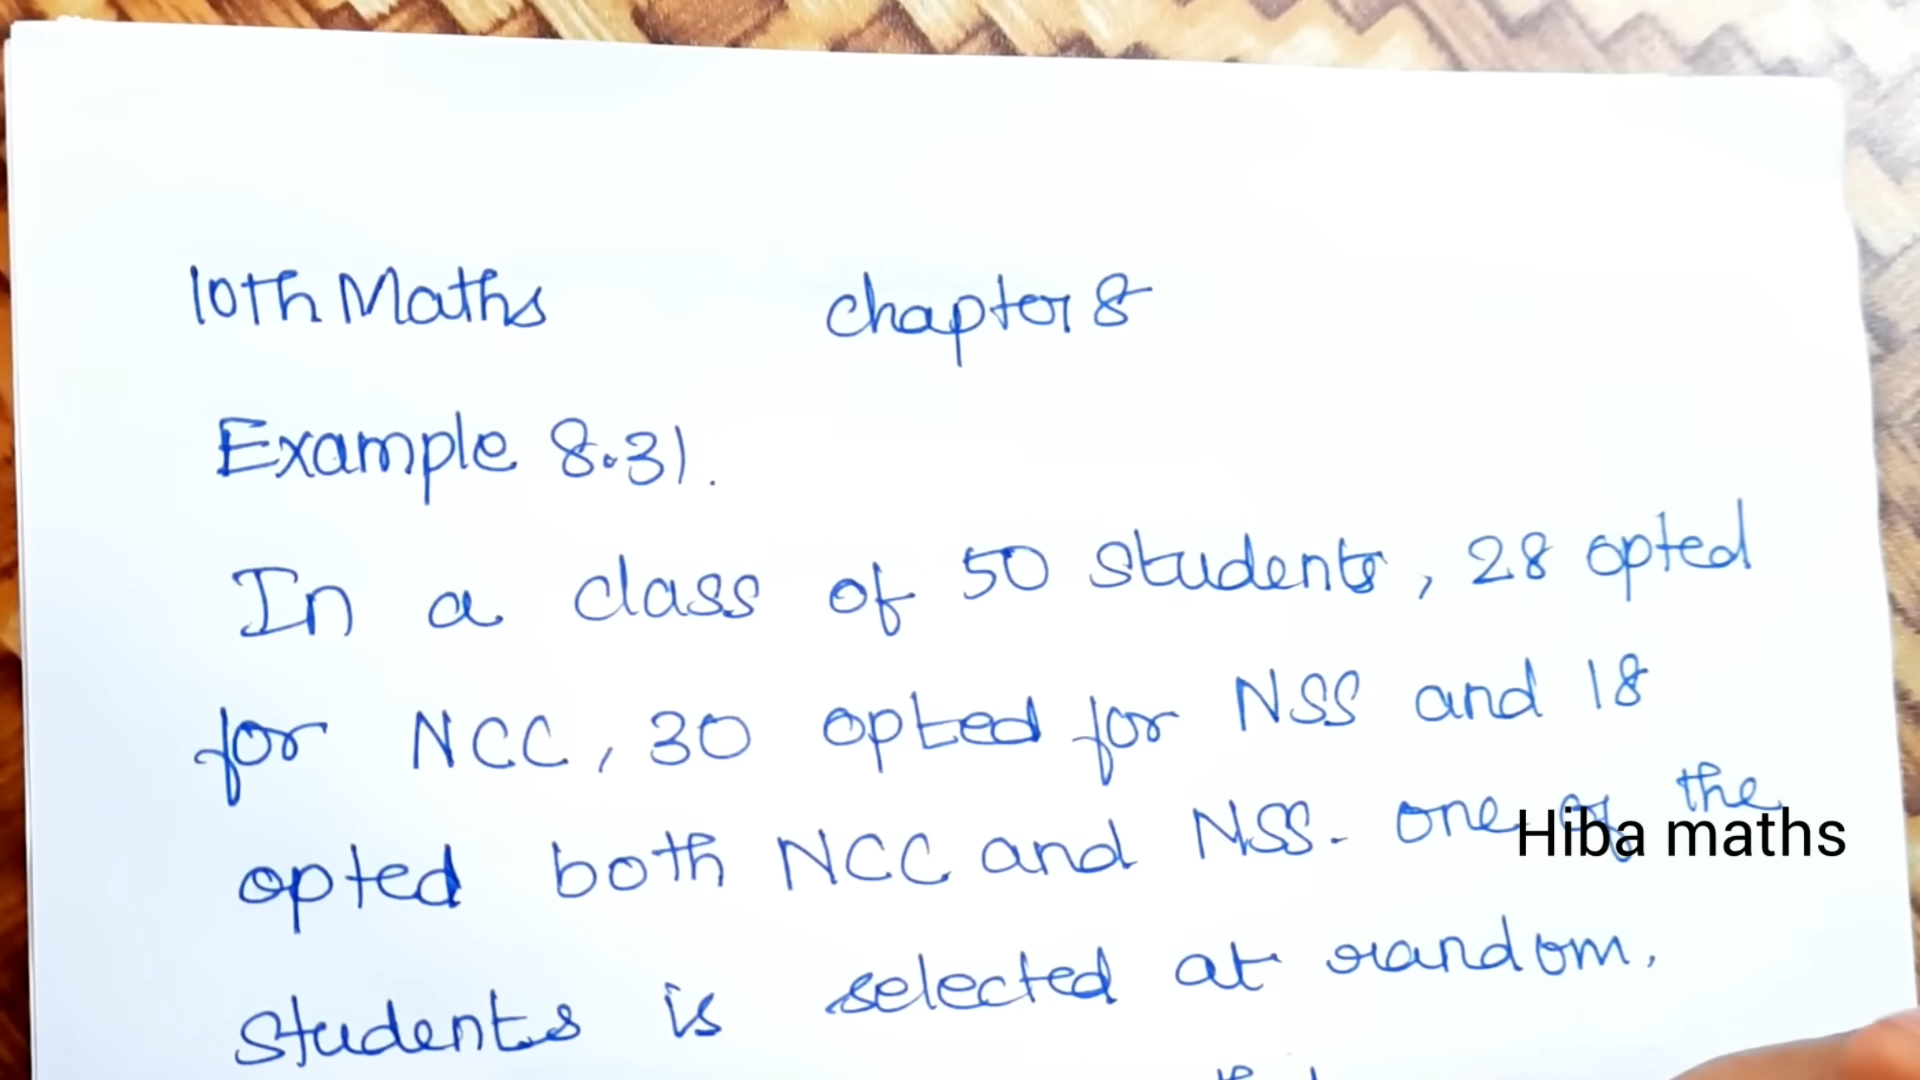 10th Maths chapter 8
Example 8.31.
In a class of 50 students, 28 opted
for NCC, 30 opted for NSS and 18
opted both NCC and NSS. one of the
Hiba maths
students is selected at random.